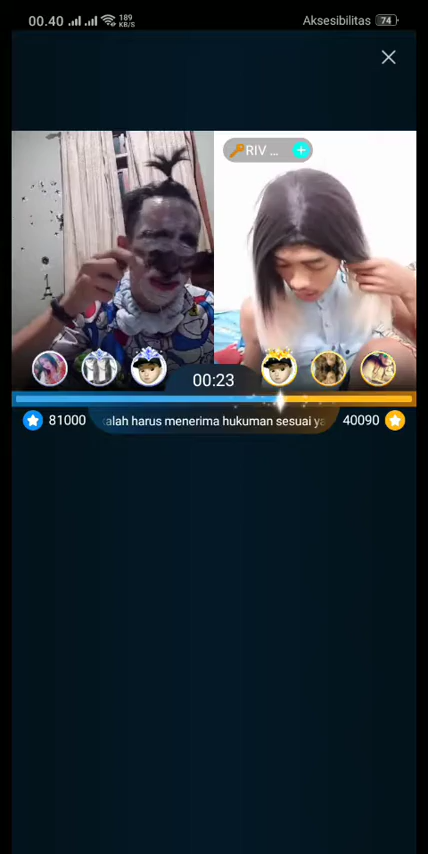 00.40 189 KB/S Aksesibilitas 74
RIV ...
00:23
81000 alah harus menerima hukuman sesuai ya 40090